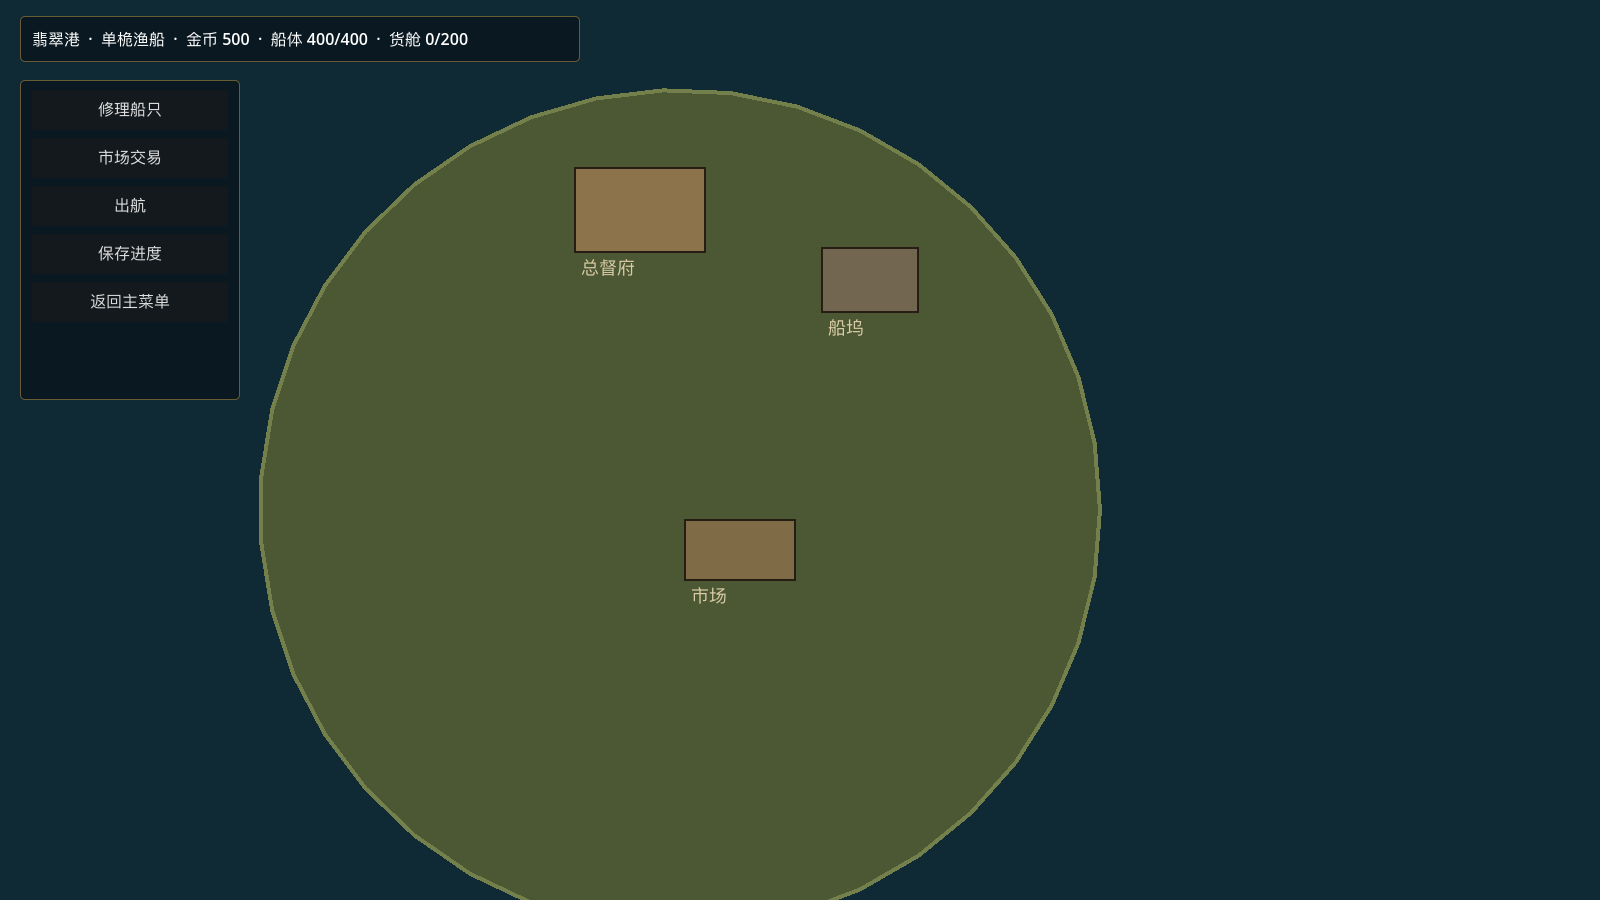 翡翠港 · 单桅渔船 · 金币 500 · 船体 400/400 · 货舱 0/200
修理船只
市场交易
出航
保存进度
返回主菜单
总督府
船坞
市场